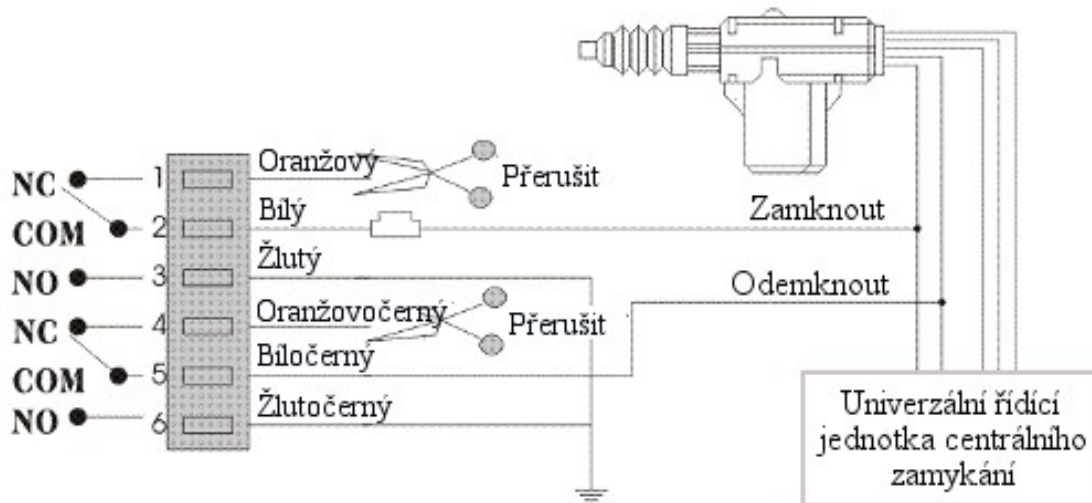 NC
1
Oranžový
Přerušit
COM
2
Bílý
Zamknout
NO
3
Žlutý
Odemknout
NC
4
Oranžovočerný
Přerušit
COM
5
Bíločerný
NO
6
Žlutočerný
Univerzální řídící
jednotka centrálního
zamykání